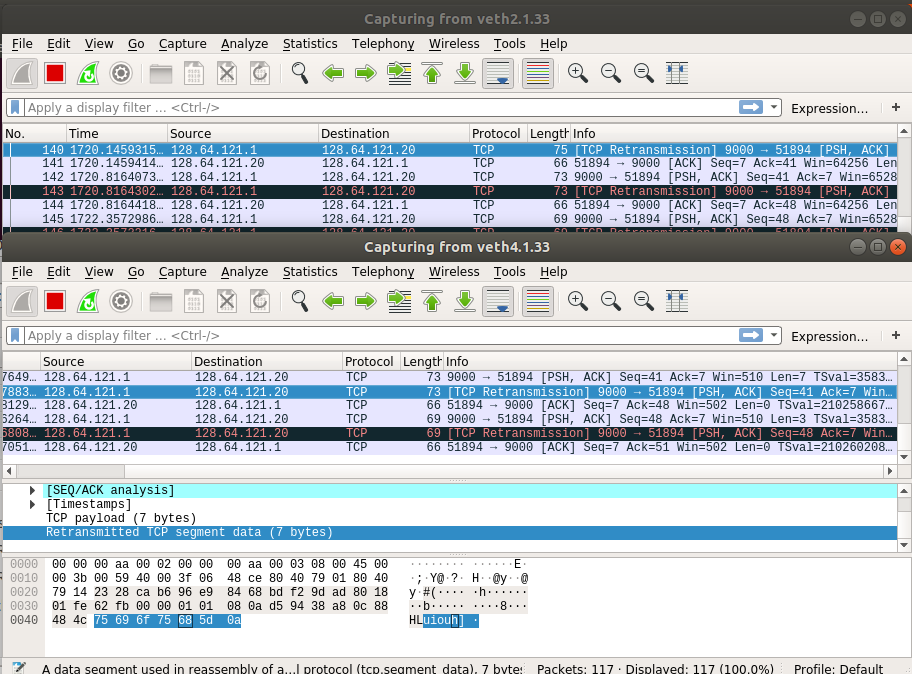 Capturing from veth2.1.33
File Edit View Go Capture Analyze Statistics Telephony Wireless Tools Help
Apply a display filter ... <Ctrl-/> Expression... +
No. Time Source Destination Protocol Length Info
140 1720.1459315... 128.64.121.1 128.64.121.20 TCP 75 [TCP Retransmission] 9000 → 51894 [PSH, ACK]
141 1720.1459414... 128.64.121.20 128.64.121.1 TCP 66 51894 → 9000 [ACK] Seq=7 Ack=41 Win=64256 Len
142 1720.8164073... 128.64.121.1 128.64.121.20 TCP 73 9000 → 51894 [PSH, ACK] Seq=41 Ack=7 Win=6528
143 1720.8164302... 128.64.121.1 128.64.121.20 TCP 73 [TCP Retransmission] 9000 → 51894 [PSH, ACK]
144 1720.8164418... 128.64.121.20 128.64.121.1 TCP 66 51894 → 9000 [ACK] Seq=7 Ack=48 Win=64256 Len
145 1722.3572986... 128.64.121.1 128.64.121.20 TCP 69 9000 → 51894 [PSH, ACK] Seq=48 Ack=7 Win=6528
Capturing from veth4.1.33
File Edit View Go Capture Analyze Statistics Telephony Wireless Tools Help
Apply a display filter ... <Ctrl-/> Expression... +
Source Destination Protocol Length Info
7649... 128.64.121.1 128.64.121.20 TCP 73 9000 → 51894 [PSH, ACK] Seq=41 Ack=7 Win=510 Len=7 TSval=3583...
7883... 128.64.121.1 128.64.121.20 TCP 73 [TCP Retransmission] 9000 → 51894 [PSH, ACK] Seq=41 Ack=7 Win...
8129... 128.64.121.20 128.64.121.1 TCP 66 51894 → 9000 [ACK] Seq=7 Ack=48 Win=502 Len=0 TSval=210258667...
6264... 128.64.121.1 128.64.121.20 TCP 69 9000 → 51894 [PSH, ACK] Seq=48 Ack=7 Win=510 Len=3 TSval=3583...
6808... 128.64.121.1 128.64.121.20 TCP 69 [TCP Retransmission] 9000 → 51894 [PSH, ACK] Seq=48 Ack=7 Win...
7051... 128.64.121.20 128.64.121.1 TCP 66 51894 → 9000 [ACK] Seq=7 Ack=51 Win=502 Len=0 TSval=210260208...
[SEQ/ACK analysis]
[Timestamps]
TCP payload (7 bytes)
Retransmitted TCP segment data (7 bytes)
0000 00 00 00 aa 00 02 00 00 00 aa 00 03 08 00 45 00 ········ ······E·
0010 00 3b 00 59 40 00 3f 06 48 ce 80 40 79 01 80 40 ·;·Y@·?· H··@y··@
0020 79 14 23 28 ca b6 96 e9 84 68 bd f2 9d ad 80 18 y·#(···· ·h······
0030 01 fe 62 fb 00 00 01 01 08 0a d5 94 38 a8 0c 88 ··b····· ····8···
0040 48 4c 75 69 6f 75 68 5d 0a HLuiouh] ·
A data segment used in reassembly of a...l protocol (tcp.segment_data), 7 bytes Packets: 117 · Displayed: 117 (100.0%) Profile: Default